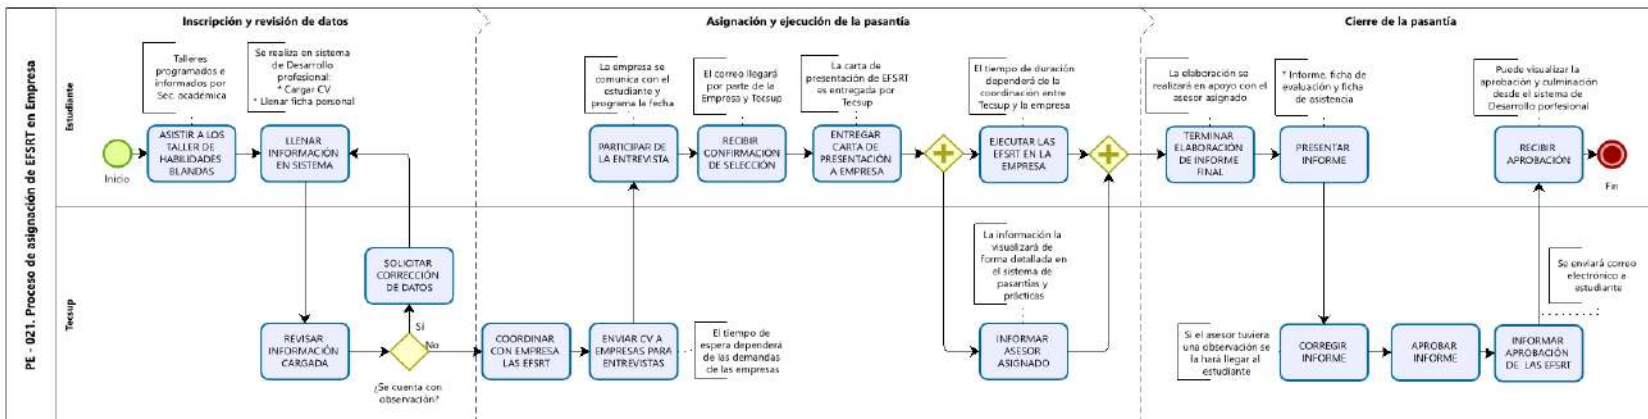 PE - 021. Proceso de asignación de EFSRT en Empresa
Inscripción y revisión de datos
Asignación y ejecución de la pasantía
Cierre de la pasantía
Estudiante
Talleres
programados e
informados por
Sec. académica
Se realiza en sistema
de Desarrollo
profesional:
* Cargar CV
* Llenar ficha personal
La empresa se
comunica con el
estudiante y
programa la fecha
El correo llegará
por parte de la
Empresa y Tecsup
La carta de
presentación de EFSRT
es entregada por
Tecsup
El tiempo de duración
dependerá de la
coordinación entre
Tecsup y la empresa
La elaboración se
realizará en apoyo con el
asesor asignado
* Informe, ficha de
evaluación y ficha
de asistencia
Puede visualizar la
aprobación y culminación
desde el sistema de
Desarrollo porfesional
Inicio
ASISTIR A LOS
TALLER DE
HABILIDADES
BLANDAS
LLENAR
INFORMACIÓN
EN SISTEMA
PARTICIPAR DE
LA ENTREVISTA
RECIBIR
CONFIRMACIÓN
DE SELECCIÓN
ENTREGAR
CARTA DE
PRESENTACIÓN
A EMPRESA
EJECUTAR LAS
EFSRT EN LA
EMPRESA
TERMINAR
ELABORACIÓN
DE INFORME
FINAL
PRESENTAR
INFORME
RECIBIR
APROBACIÓN
Fin
Tecsup
SOLICITAR
CORRECCIÓN
DE DATOS
Sí
No
REVISAR
INFORMACIÓN
CARGADA
¿Se cuenta con
observación?
COORDINAR
CON EMPRESA
LAS EFSRT
ENVIAR CV A
EMPRESAS PARA
ENTREVISTAS
El tiempo de
espera dependerá
de las demandas
de las empresas
La información la
visualizará de
forma detallada en
el sistema de
pasantías y
prácticas
INFORMAR
ASESOR
ASIGNADO
Si el asesor tuviera
una observación se
la hará llegar al
estudiante
CORREGIR
INFORME
APROBAR
INFORME
INFORMAR
APROBACIÓN
DE LAS EFSRT
Se enviará correo
electrónico a
estudiante